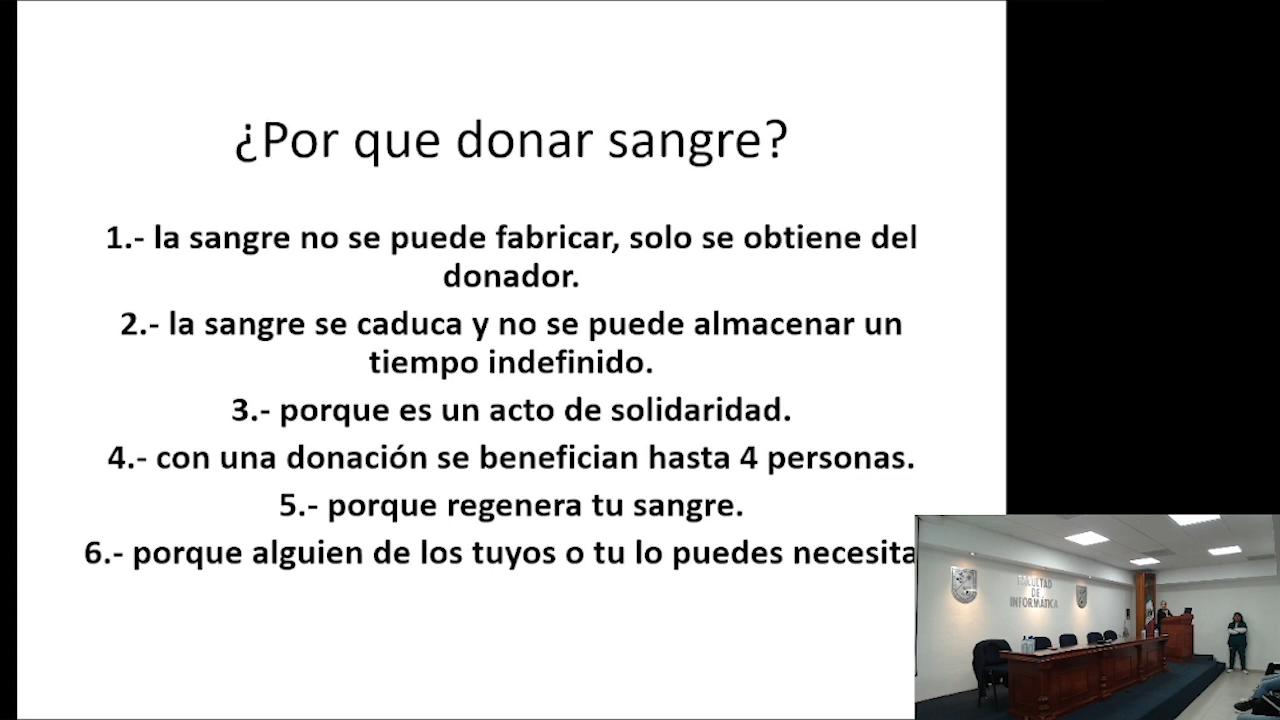 ¿Por que donar sangre?
1.- la sangre no se puede fabricar, solo se obtiene del
donador.
2.- la sangre se caduca y no se puede almacenar un
tiempo indefinido.
3.- porque es un acto de solidaridad.
4.- con una donación se benefician hasta 4 personas.
5.- porque regenera tu sangre.
6.- porque alguien de los tuyos o tu lo puedes necesita
FACULTAD
DE
INFORMÁTICA